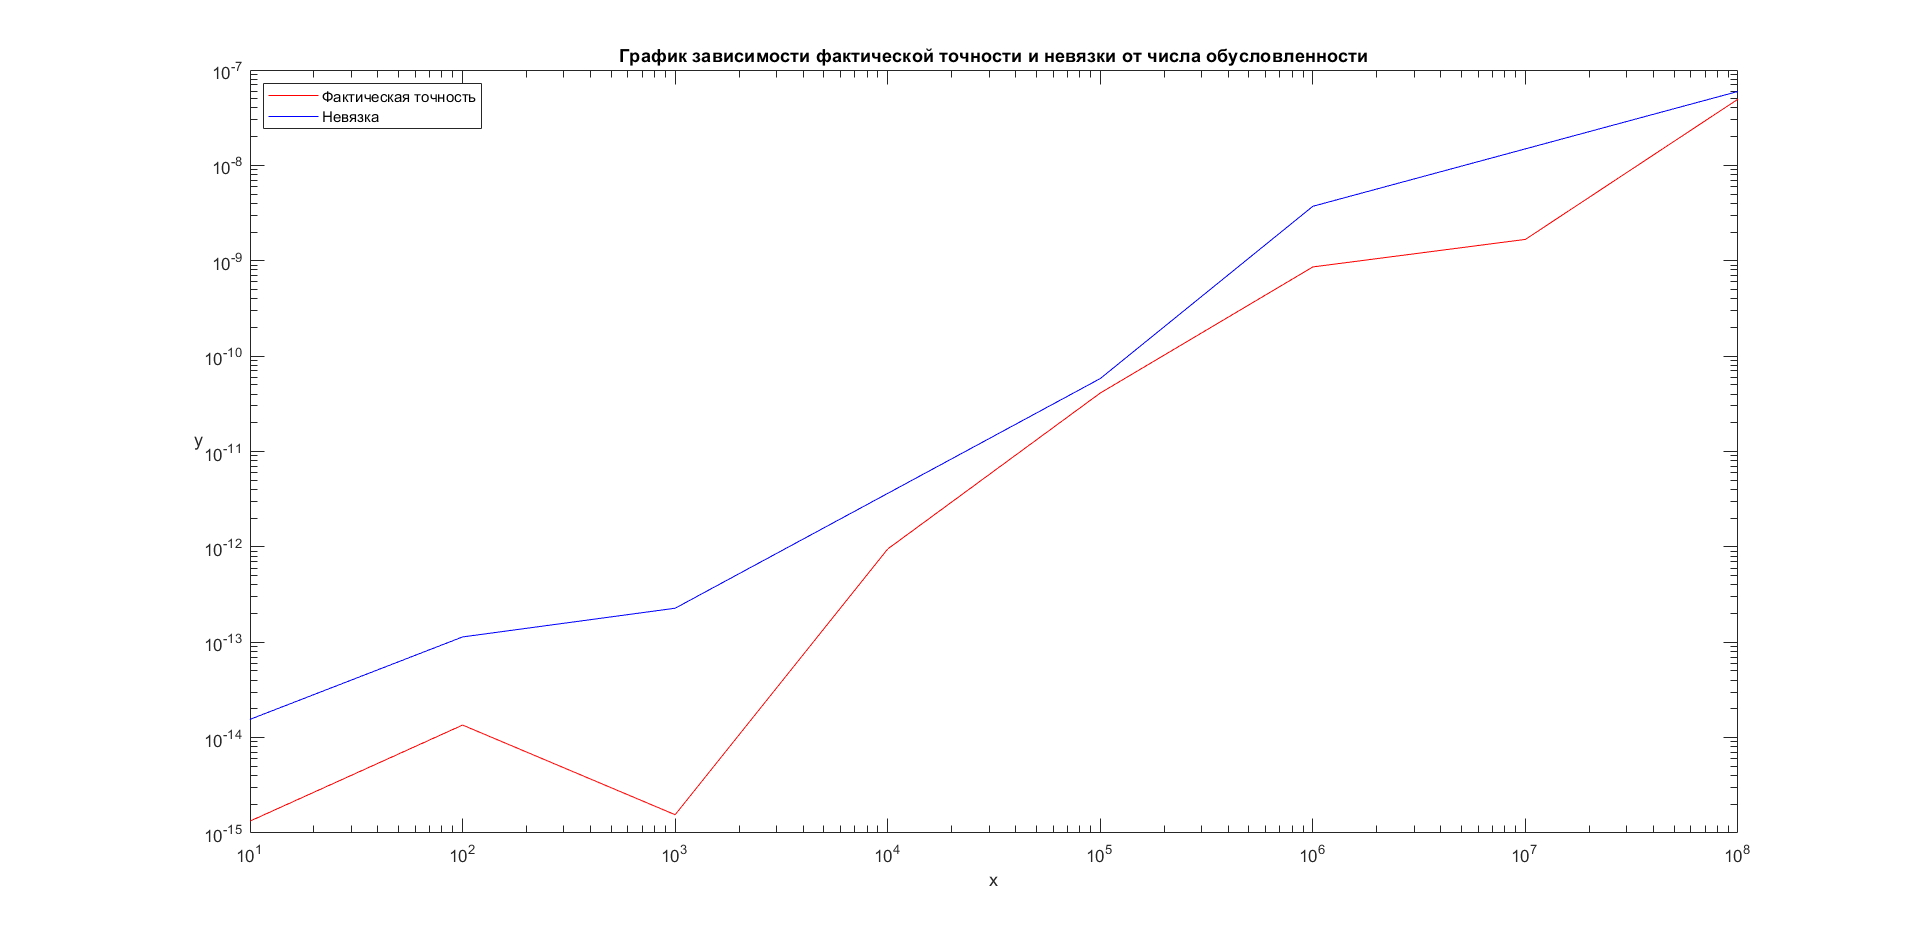 График зависимости фактической точности и невязки от числа обусловленности
Фактическая точность
Невязка
10^-7
10^-8
10^-9
10^-10
y
10^-11
10^-12
10^-13
10^-14
10^-15
10^1 10^2 10^3 10^4 10^5 10^6 10^7 10^8
x